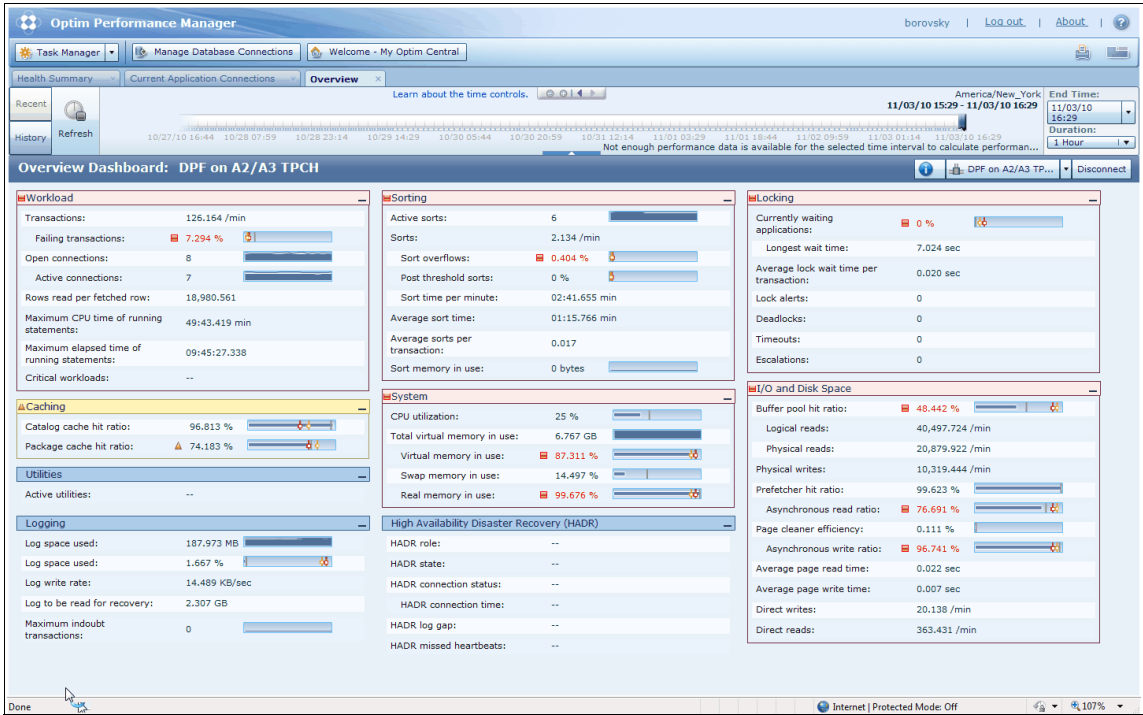 Optim Performance Manager
borovsky | Log out | About |
Task Manager
Manage Database Connections
Welcome - My Optim Central
Health Summary
Current Application Connections
Overview
Recent
History
Refresh
Learn about the time controls.
America/New_York
11/03/10 15:29 - 11/03/10 16:29
10/27/10 16:44 10/28 07:59 10/28 23:14 10/29 14:29 10/30 05:44 10/30 20:59 10/31 12:14 11/01 03:29 11/01 18:44 11/02 09:59 11/03 01:14 11/03/10 16:29
Not enough performance data is available for the selected time interval to calculate performan...
End Time:
11/03/10
16:29
Duration:
1 Hour
Overview Dashboard: DPF on A2/A3 TPCH
DPF on A2/A3 TP...
Disconnect
Workload
Transactions: 126.164 /min
Failing transactions: 7.294 %
Open connections: 8
Active connections: 7
Rows read per fetched row: 18,980.561
Maximum CPU time of running
statements: 49:43.419 min
Maximum elapsed time of
running statements: 09:45:27.338
Critical workloads: --
Caching
Catalog cache hit ratio: 96.813 %
Package cache hit ratio: 74.183 %
Utilities
Active utilities: --
Logging
Log space used: 187.973 MB
Log space used: 1.667 %
Log write rate: 14.489 KB/sec
Log to be read for recovery: 2.307 GB
Maximum indoubt
transactions: 0
Sorting
Active sorts: 6
Sorts: 2.134 /min
Sort overflows: 0.404 %
Post threshold sorts: 0 %
Sort time per minute: 02:41.655 min
Average sort time: 01:15.766 min
Average sorts per
transaction: 0.017
Sort memory in use: 0 bytes
System
CPU utilization: 25 %
Total virtual memory in use: 6.767 GB
Virtual memory in use: 87.311 %
Swap memory in use: 14.497 %
Real memory in use: 99.676 %
High Availability Disaster Recovery (HADR)
HADR role: --
HADR state: --
HADR connection status: --
HADR connection time: --
HADR log gap: --
HADR missed heartbeats: --
Locking
Currently waiting
applications: 0 %
Longest wait time: 7.024 sec
Average lock wait time per
transaction: 0.020 sec
Lock alerts: 0
Deadlocks: 0
Timeouts: 0
Escalations: 0
I/O and Disk Space
Buffer pool hit ratio: 48.442 %
Logical reads: 40,497.724 /min
Physical reads: 20,879.922 /min
Physical writes: 10,319.444 /min
Prefetcher hit ratio: 99.623 %
Asynchronous read ratio: 76.691 %
Page cleaner efficiency: 0.111 %
Asynchronous write ratio: 96.741 %
Average page read time: 0.022 sec
Average page write time: 0.007 sec
Direct writes: 20.138 /min
Direct reads: 363.431 /min
Done
Internet | Protected Mode: Off
107%